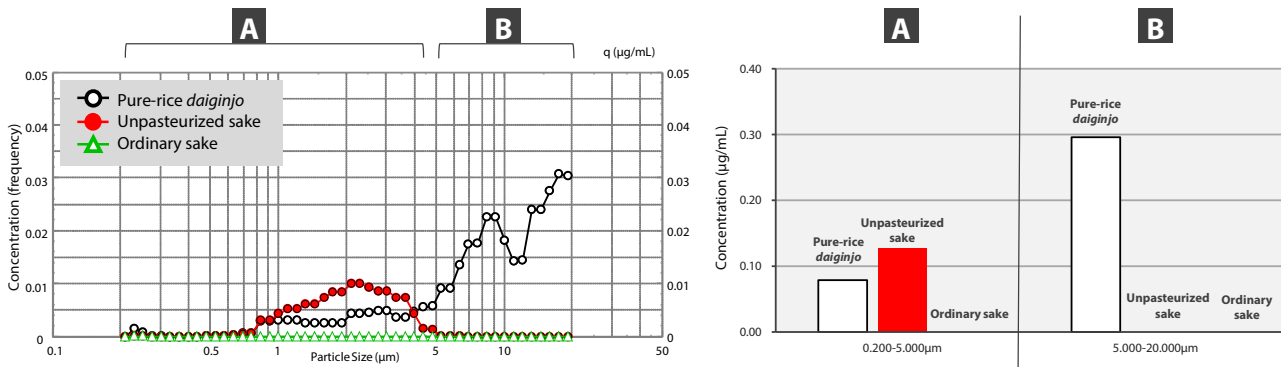 A
B
q (μg/mL)
0.05
0.04
0.03
0.02
0.01
0
Concentration (frequency)
Pure-rice daiginjo
Unpasteurized sake
Ordinary sake
0.05
0.04
0.03
0.02
0.01
0
0.1
0.5
1
5
10
50
Particle Size (μm)
A
B
0.40
0.30
0.20
0.10
0.00
Concentration (μg/mL)
Pure-rice
daiginjo
Unpasteurized
sake
Ordinary sake
Pure-rice
daiginjo
Unpasteurized
sake
Ordinary
sake
0.200-5.000μm
5.000-20.000μm